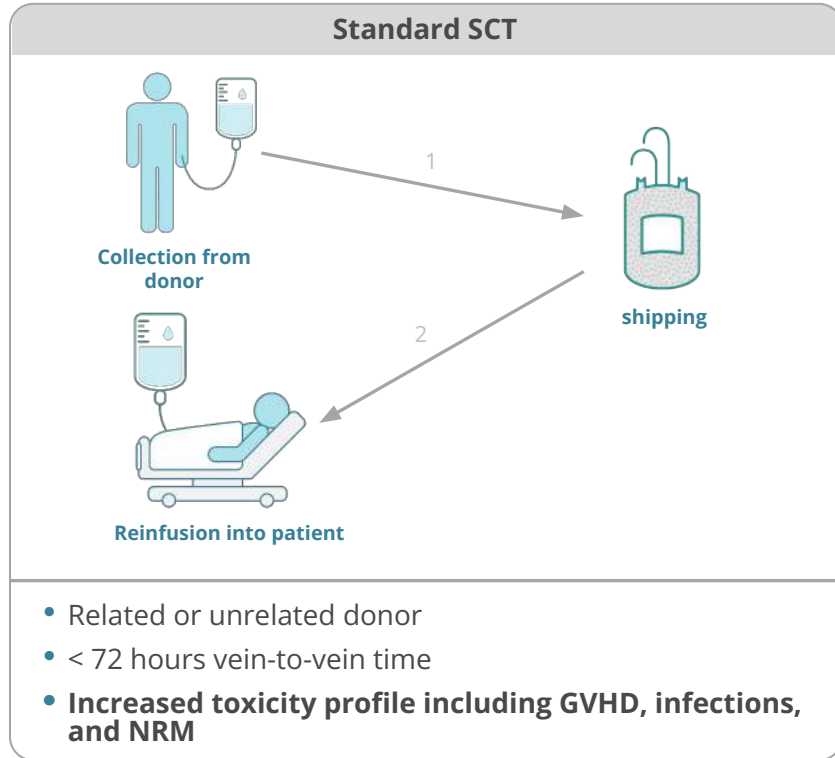 Standard SCT
1
Collection from
donor
shipping
2
Reinfusion into patient
• Related or unrelated donor
• < 72 hours vein-to-vein time
• Increased toxicity profile including GVHD, infections,
and NRM